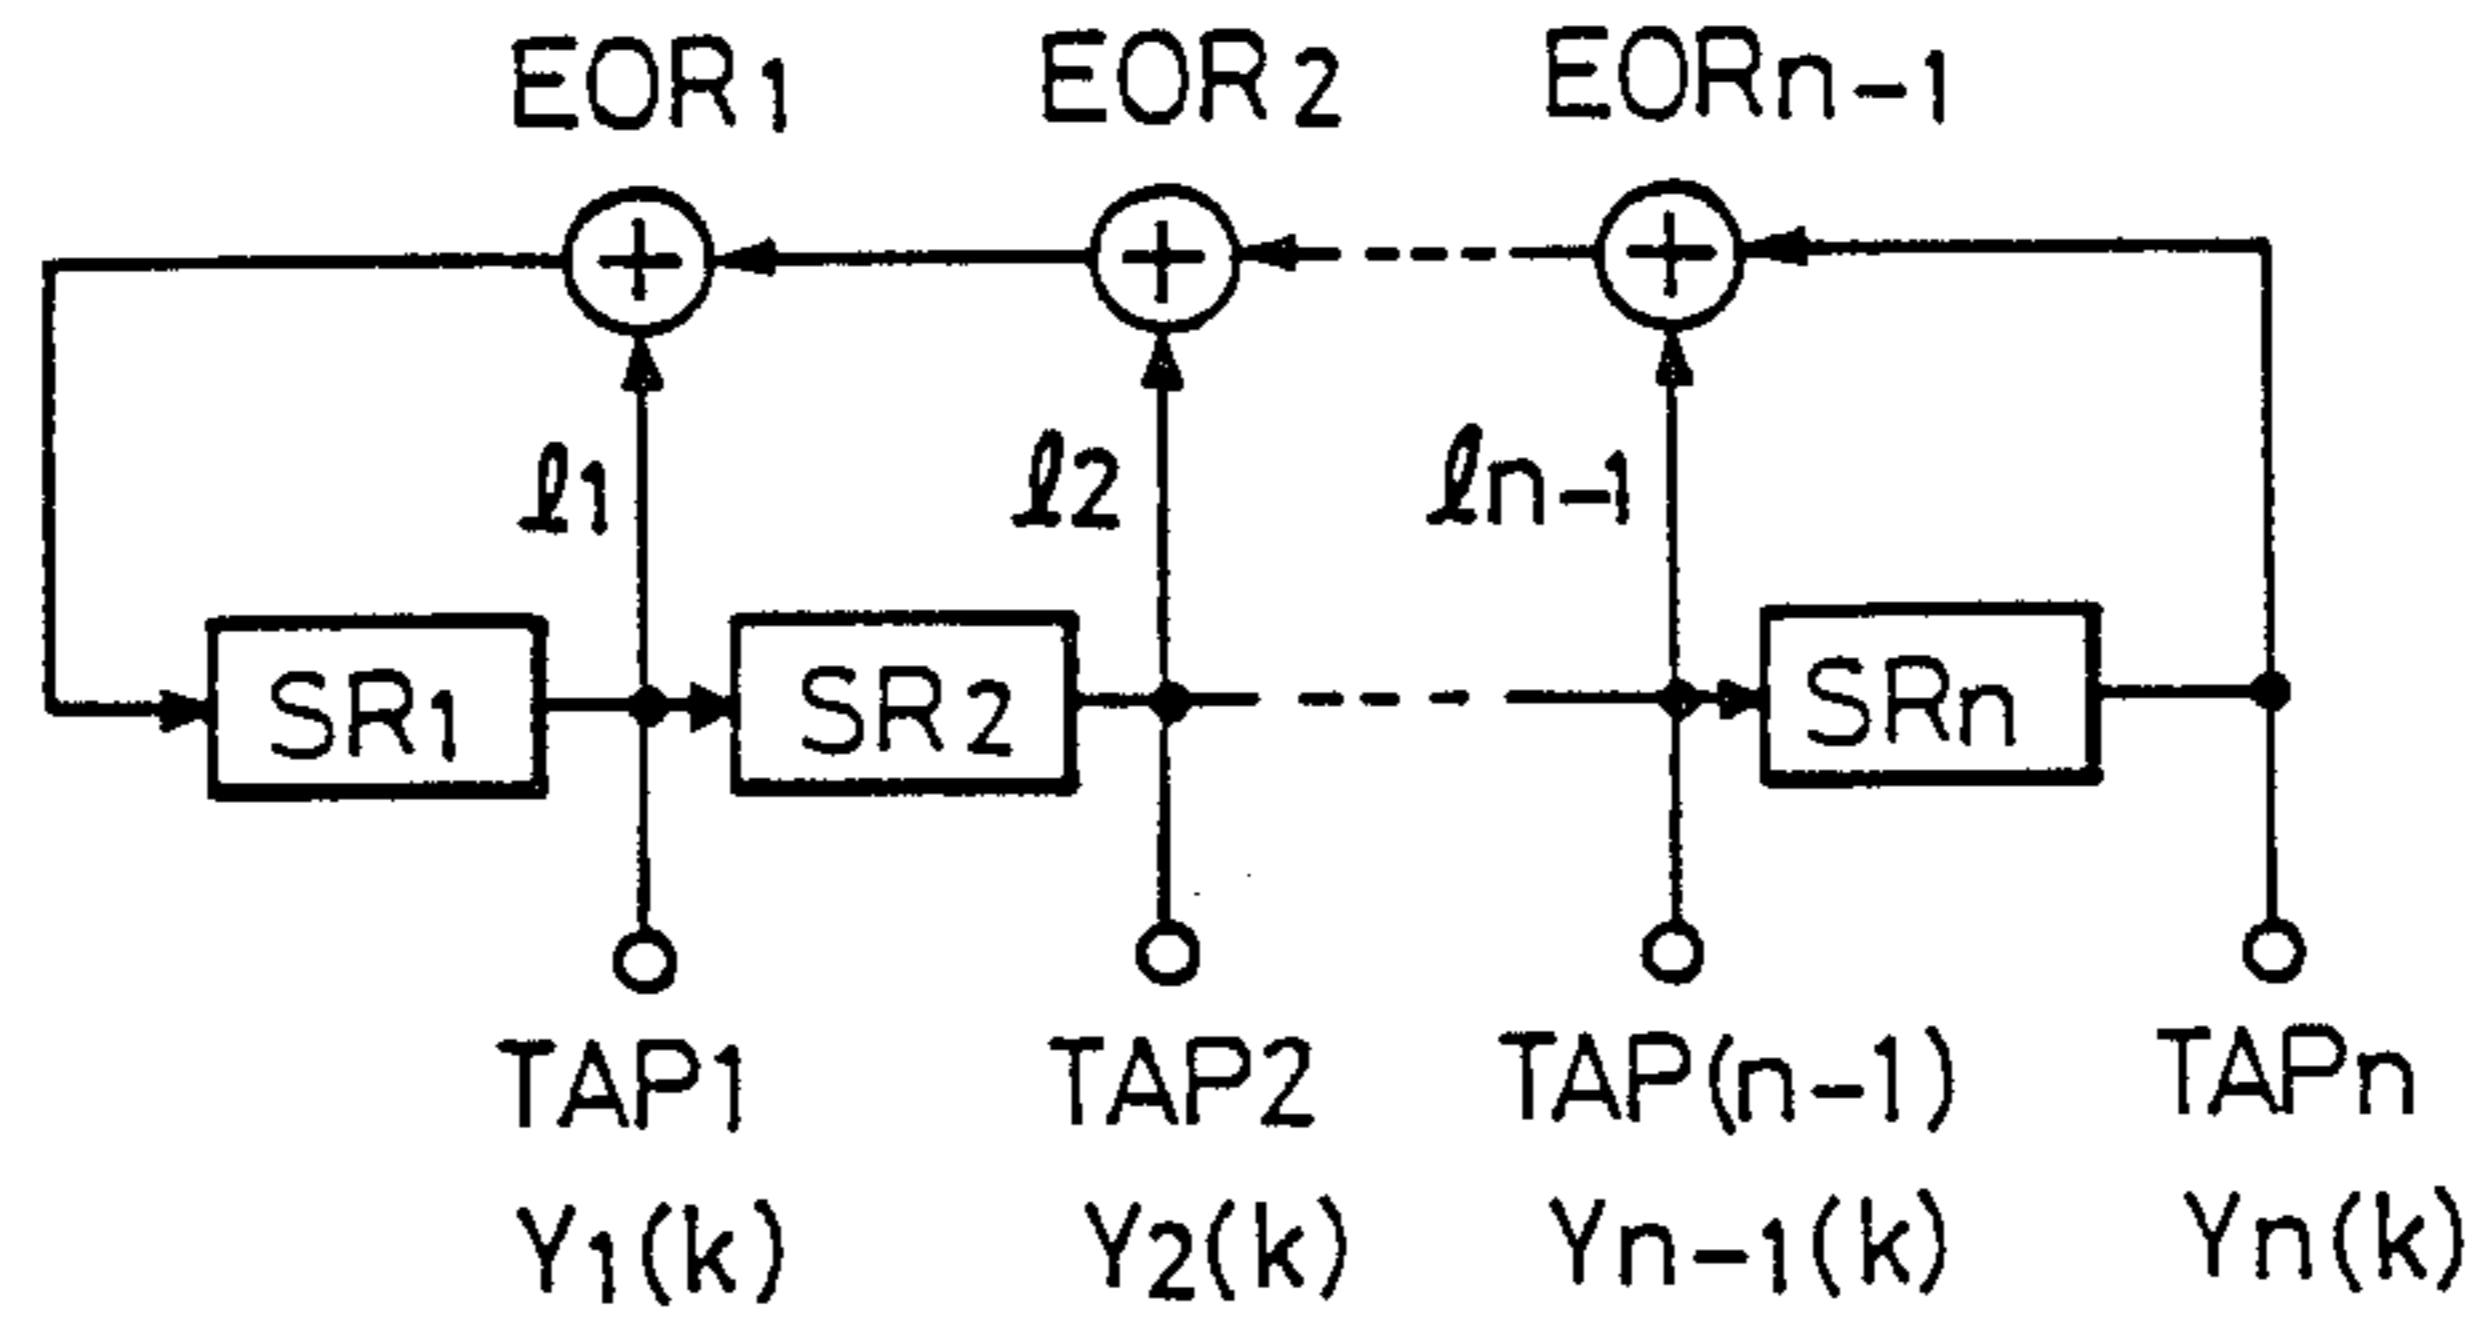 EOR1 EOR2 EORn-1
+ + +
ℓ1 ℓ2 ℓn-1
SR1 SR2 SRn
TAP1 TAP2 TAP(n-1) TAPn
Y1(k) Y2(k) Yn-1(k) Yn(k)